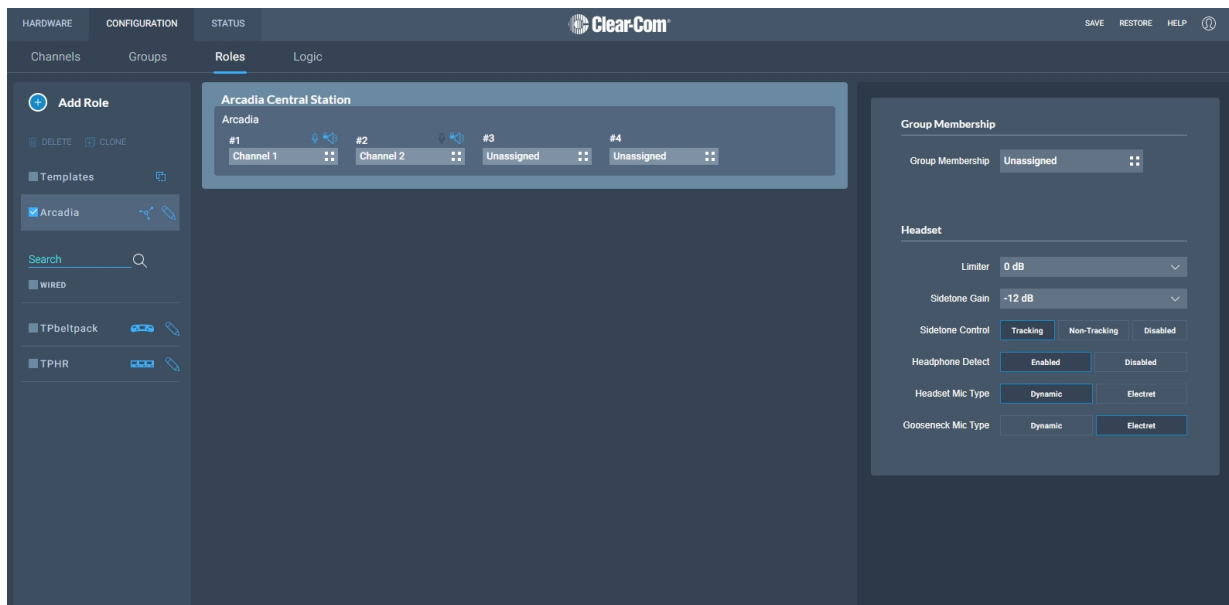 HARDWARE CONFIGURATION STATUS Clear-Com SAVE RESTORE HELP
Channels Groups Roles Logic
Add Role
DELETE CLONE
Templates
Arcadia
Search
WIRED
TPbeltpack
TPHR
Arcadia Central Station
Arcadia
#1 #2 #3 #4
Channel 1 Channel 2 Unassigned Unassigned
Group Membership
Group Membership Unassigned
Headset
Limiter 0 dB
Sidetone Gain -12 dB
Sidetone Control Tracking Non-Tracking Disabled
Headphone Detect Enabled Disabled
Headset Mic Type Dynamic Electret
Gooseneck Mic Type Dynamic Electret